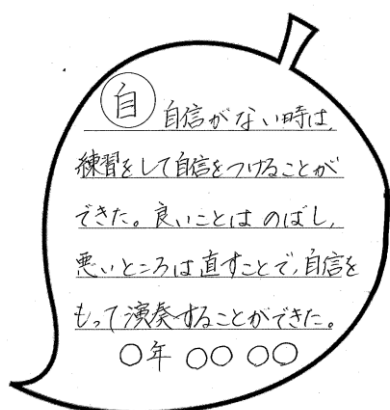 自 自信がない時は、
練習をして自信をつけることが
できた。良いことはのばし、
悪いところは直すことで、自信を
もって演奏することができた。
○年 ○○ ○○